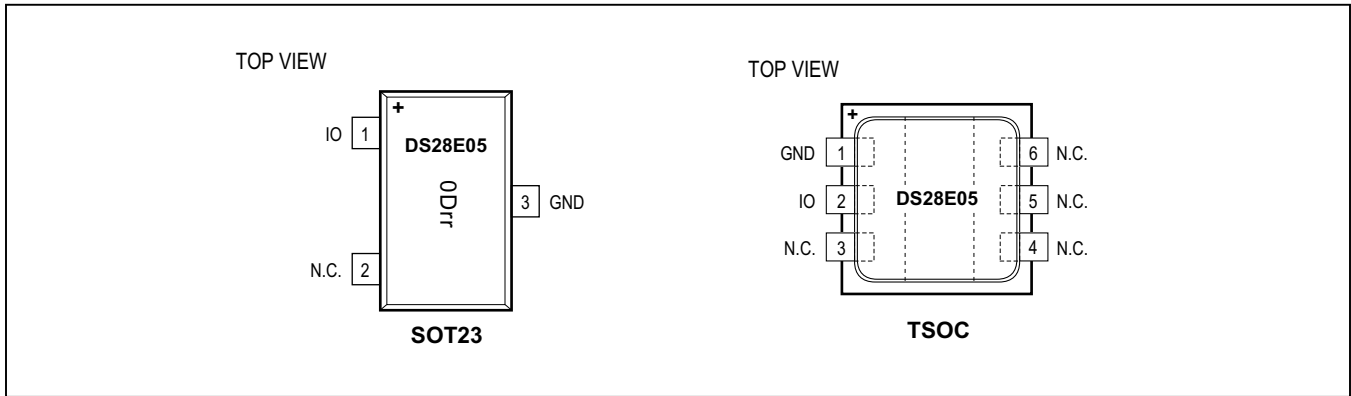 TOP VIEW
+
IO 1
DS28E05
0Drr
3 GND
N.C. 2
SOT23
TOP VIEW
+
GND 1
6 N.C.
IO 2
DS28E05
5 N.C.
N.C. 3
4 N.C.
TSOC